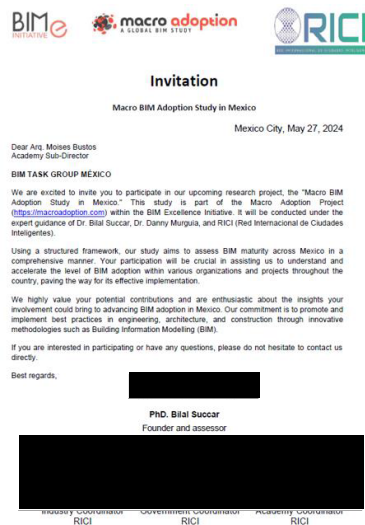 BIMe
INITIATIVE
macro adoption
A GLOBAL BIM STUDY
RICI
Invitation
Macro BIM Adoption Study in Mexico
Mexico City, May 27, 2024
Dear Arq. Moises Bustos
Academy Sub-Director
BIM TASK GROUP MÉXICO
We are excited to invite you to participate in our upcoming research project, the "Macro BIM
Adoption Study in Mexico." This study is part of the Macro Adoption Project
(https://macroadoption.com) within the BIM Excellence Initiative. It will be conducted under the
expert guidance of Dr. Bilal Succar, Dr. Danny Murguia, and RICI (Red Internacional de Ciudades
Inteligentes).
Using a structured framework, our study aims to assess BIM maturity across Mexico in a
comprehensive manner. Your participation will be crucial in assisting us to understand and
accelerate the level of BIM adoption within various organizations and projects throughout the
country, paving the way for its effective implementation.
We highly value your potential contributions and are enthusiastic about the insights your
involvement could bring to advancing BIM adoption in Mexico. Our commitment is to promote and
implement best practices in engineering, architecture, and construction through innovative
methodologies such as Building Information Modelling (BIM).
If you are interested in participating or have any questions, please do not hesitate to contact us
directly.
Best regards,
PhD. Bilal Succar
Founder and assessor
Industry Coordinator Government Coordinator Academy Coordinator
RICI RICI RICI